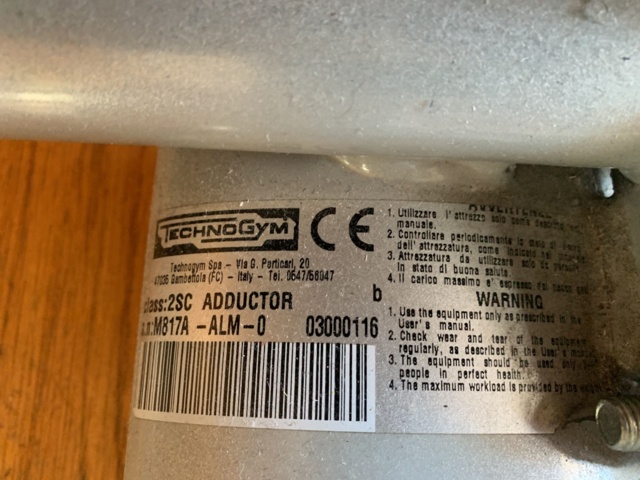 TECHNOGYM
CE
Technogym Spa - Via G. Perticari, 20
47035 Gambettola (FC) - Italy - Tel. 0547/56047
class:2SC ADDUCTOR b
s.n:M817A -ALM-0 03000116
AVVERTENZE
1. Utilizzare l'attrezzo solo come descritto nel
manuale.
2. Controllare periodicamente lo stato di
dell'attrezzatura, come indicato nel
3. Attrezzatura da utilizzare solo da persone
in stato di buona salute.
4. Il carico massimo e' espresso dal pacco pesi
WARNING
1. Use the equipment only as prescribed in the
User's manual.
2. Check wear and tear of the equipment
regularly, as described in the User's manual
3. The equipment should be used only
people in perfect health.
4. The maximum workload is provided by the